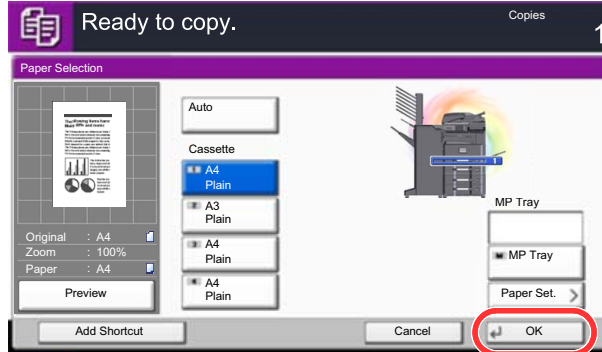 Ready to copy.
Copies
1
Paper Selection
Auto
Cassette
1 A4
Plain
2 A3
Plain
3 A4
Plain
4 A4
Plain
1
MP Tray
M MP Tray
Paper Set.
Original : A4
Zoom : 100%
Paper : A4
Preview
Add Shortcut
Cancel
OK